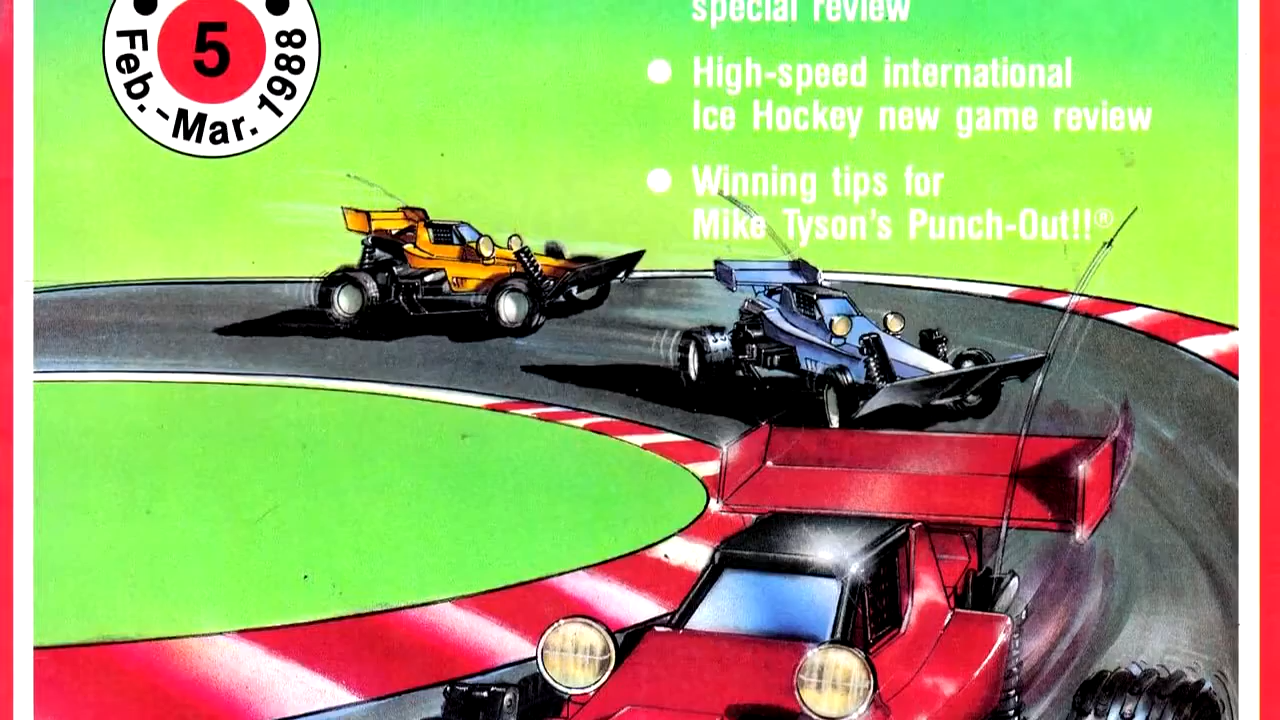 5
Feb.-Mar. 1988
special review
● High-speed international
Ice Hockey new game review
● Winning tips for
Mike Tyson's Punch-Out!!®